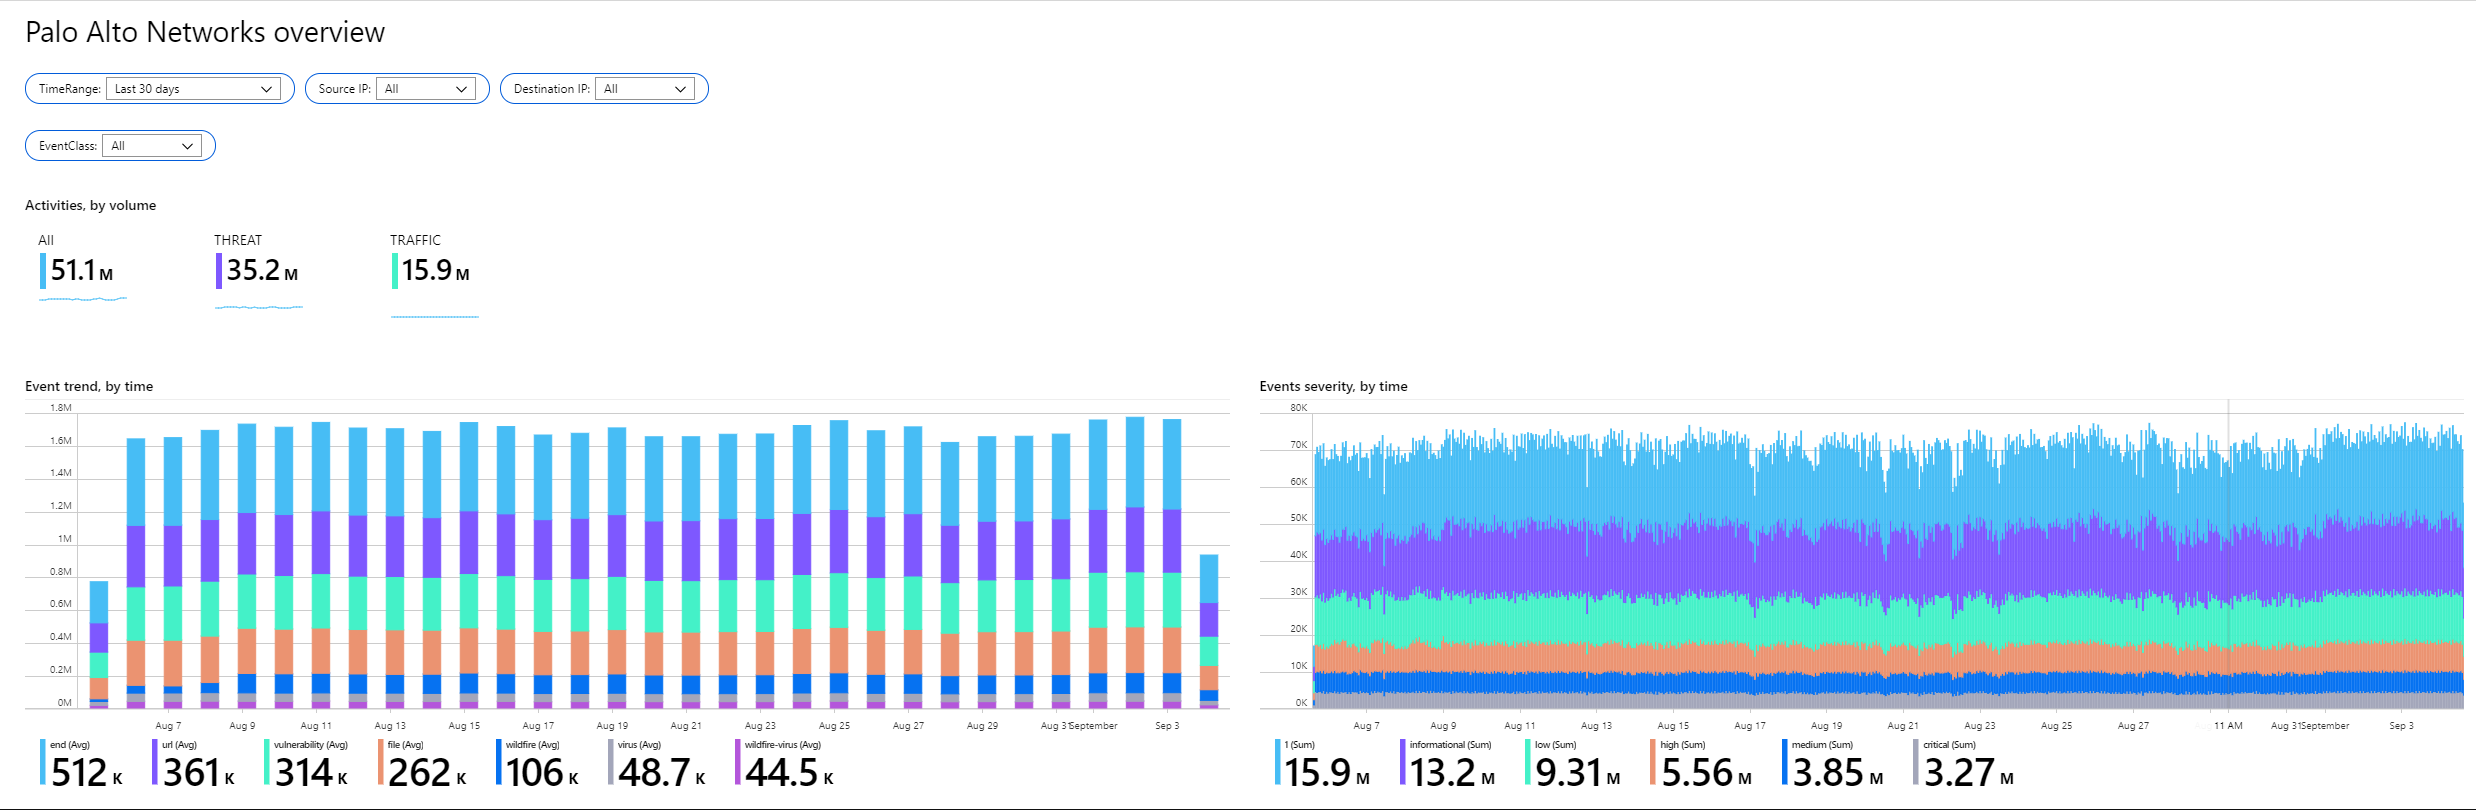 Palo Alto Networks overview
TimeRange: Last 30 days Source IP: All Destination IP: All
EventClass: All
Activities, by volume
All THREAT TRAFFIC
51.1 M 35.2 M 15.9 M
Event trend, by time
1.8M
1.6M
1.4M
1.2M
1M
0.8M
0.6M
0.4M
0.2M
0M
Aug 7 Aug 9 Aug 11 Aug 13 Aug 15 Aug 17 Aug 19 Aug 21 Aug 23 Aug 25 Aug 27 Aug 29 Aug 31 September Sep 3
end (Avg) url (Avg) vulnerability (Avg) file (Avg) wildfire (Avg) virus (Avg) wildfire-virus (Avg)
512 K 361 K 314 K 262 K 106 K 48.7 K 44.5 K
Events severity, by time
80K
70K
60K
50K
40K
30K
20K
10K
0K
Aug 7 Aug 9 Aug 11 Aug 13 Aug 15 Aug 17 Aug 19 Aug 21 Aug 23 Aug 25 Aug 27 11 AM Aug 31 September Sep 3
1 (Sum) informational (Sum) low (Sum) high (Sum) medium (Sum) critical (Sum)
15.9 M 13.2 M 9.31 M 5.56 M 3.85 M 3.27 M